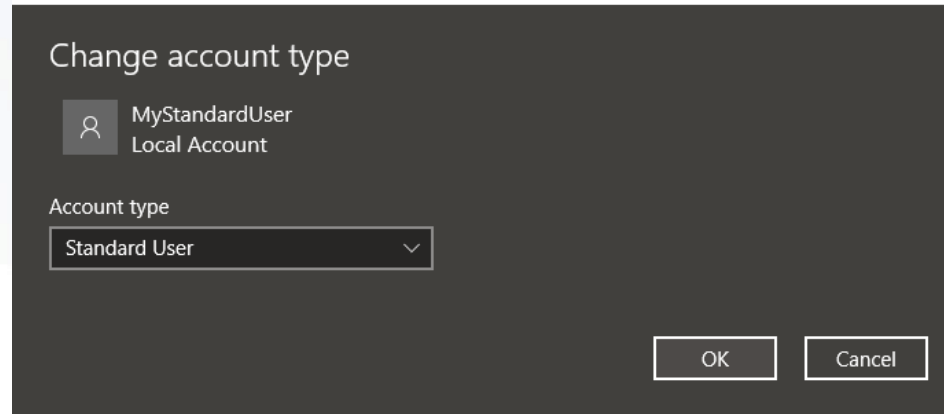 Change account type
MyStandardUser
Local Account
Account type
Standard User
OK
Cancel